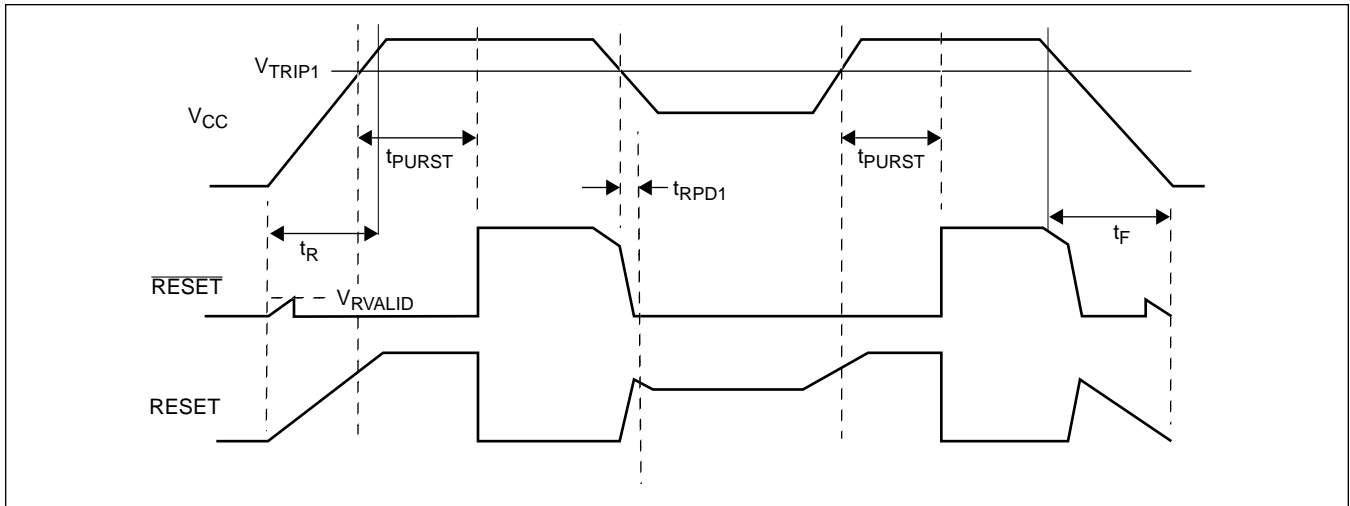 VTRIP1
VCC
tPURST
tPURST
tRPD1
tR
tF
RESET
VRVALID
RESET